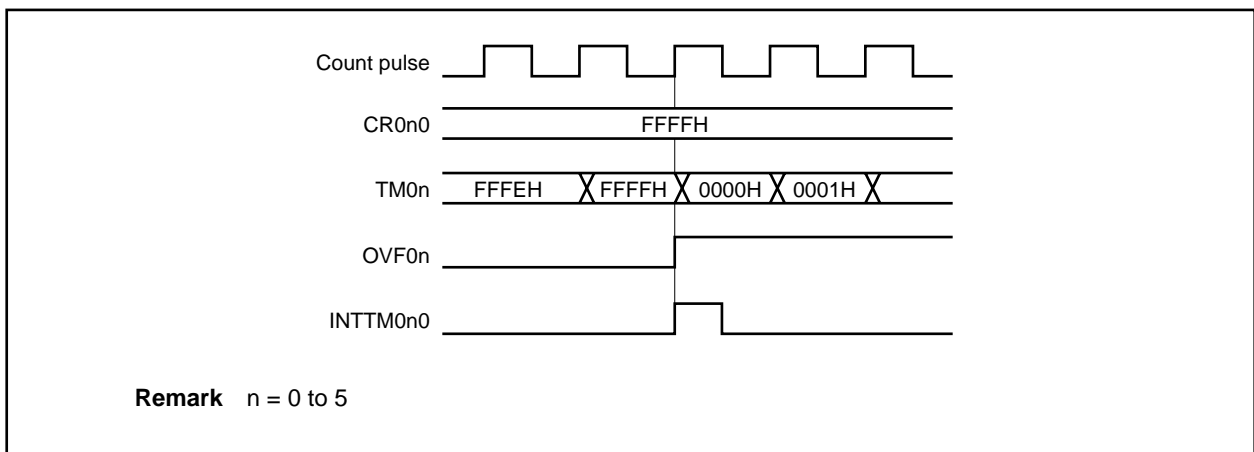 Count pulse
CR0n0 FFFFH
TM0n FFFEH FFFFH 0000H 0001H
OVF0n
INTTM0n0
Remark n = 0 to 5